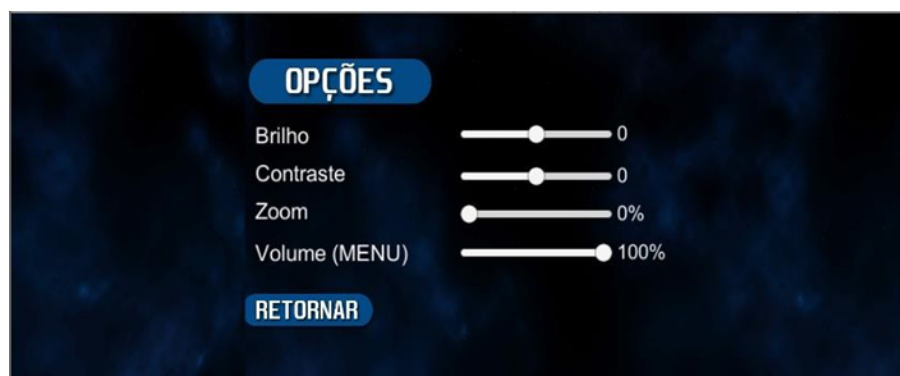 OPÇÕES
Brilho 0
Contraste 0
Zoom 0%
Volume (MENU) 100%
RETORNAR